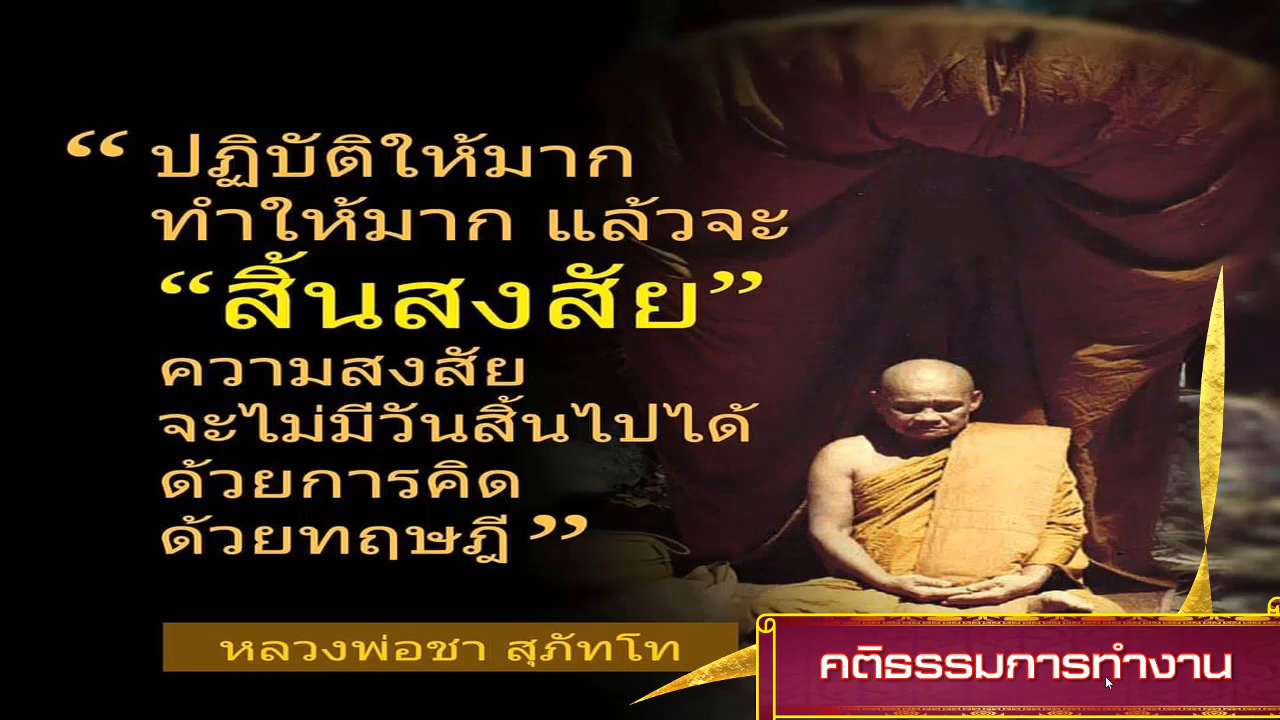 “ ปฏิบัติให้มาก
ทำให้มาก แล้วจะ
“สิ้นสงสัย”
ความสงสัย
จะไม่มีวันสิ้นไปได้
ด้วยการคิด
ด้วยทฤษฎี ”
หลวงพ่อชา สุภัทโท
คติธรรมการทำงาน